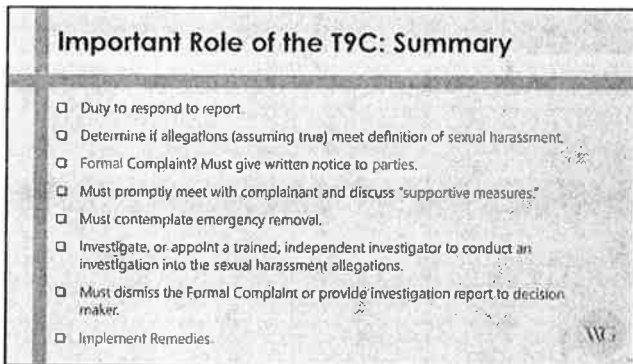 Important Role of the T9C: Summary
Duty to respond to report.
Determine if allegations (assuming true) meet definition of sexual harassment.
Formal Complaint? Must give written notice to parties.
Must promptly meet with complainant and discuss "supportive measures."
Must contemplate emergency removal.
Investigate, or appoint a trained, independent investigator to conduct an
investigation into the sexual harassment allegations.
Must dismiss the Formal Complaint or provide investigation report to decision
maker.
Implement Remedies.